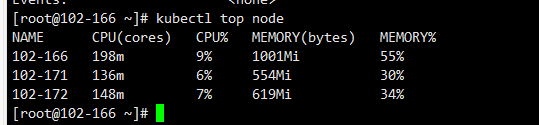 Events:              <none>
[root@102-166 ~]# kubectl top node
NAME      CPU(cores)   CPU%   MEMORY(bytes)   MEMORY%
102-166   198m         9%     1001Mi          55%
102-171   136m         6%     554Mi           30%
102-172   148m         7%     619Mi           34%
[root@102-166 ~]#